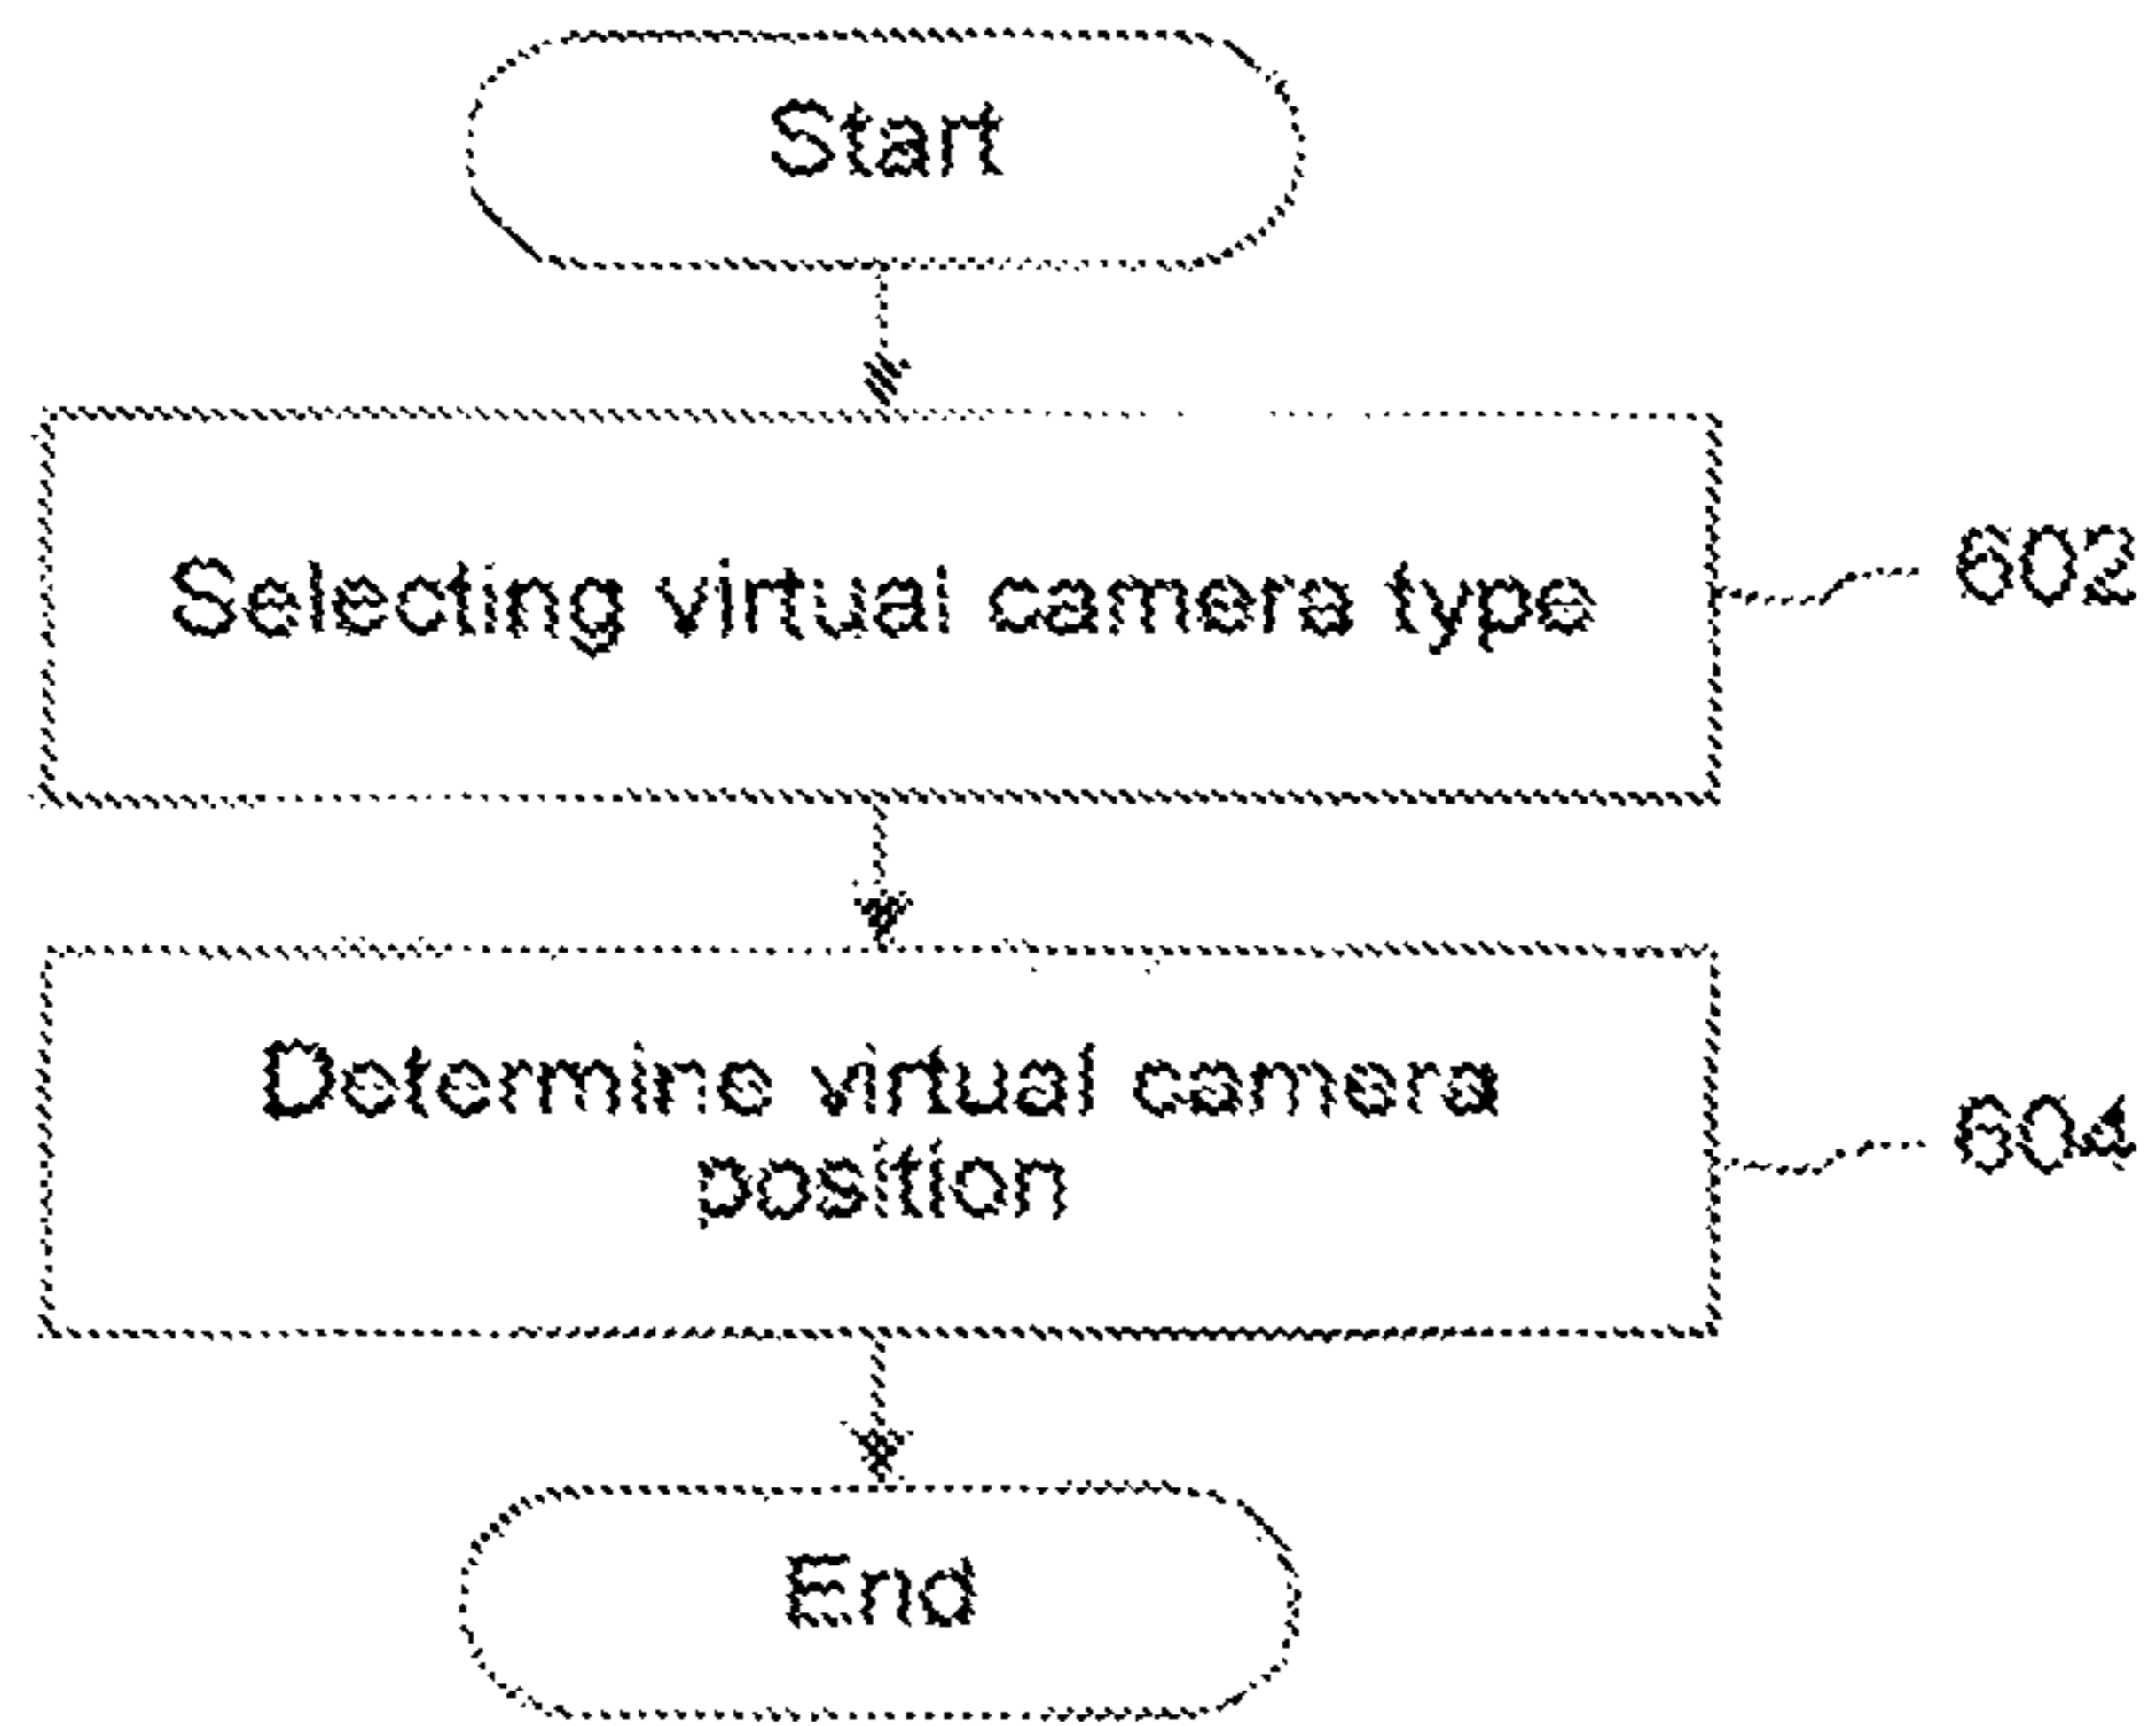 Start
Selecting virtual camera type
602
Determine virtual camera
position
604
End